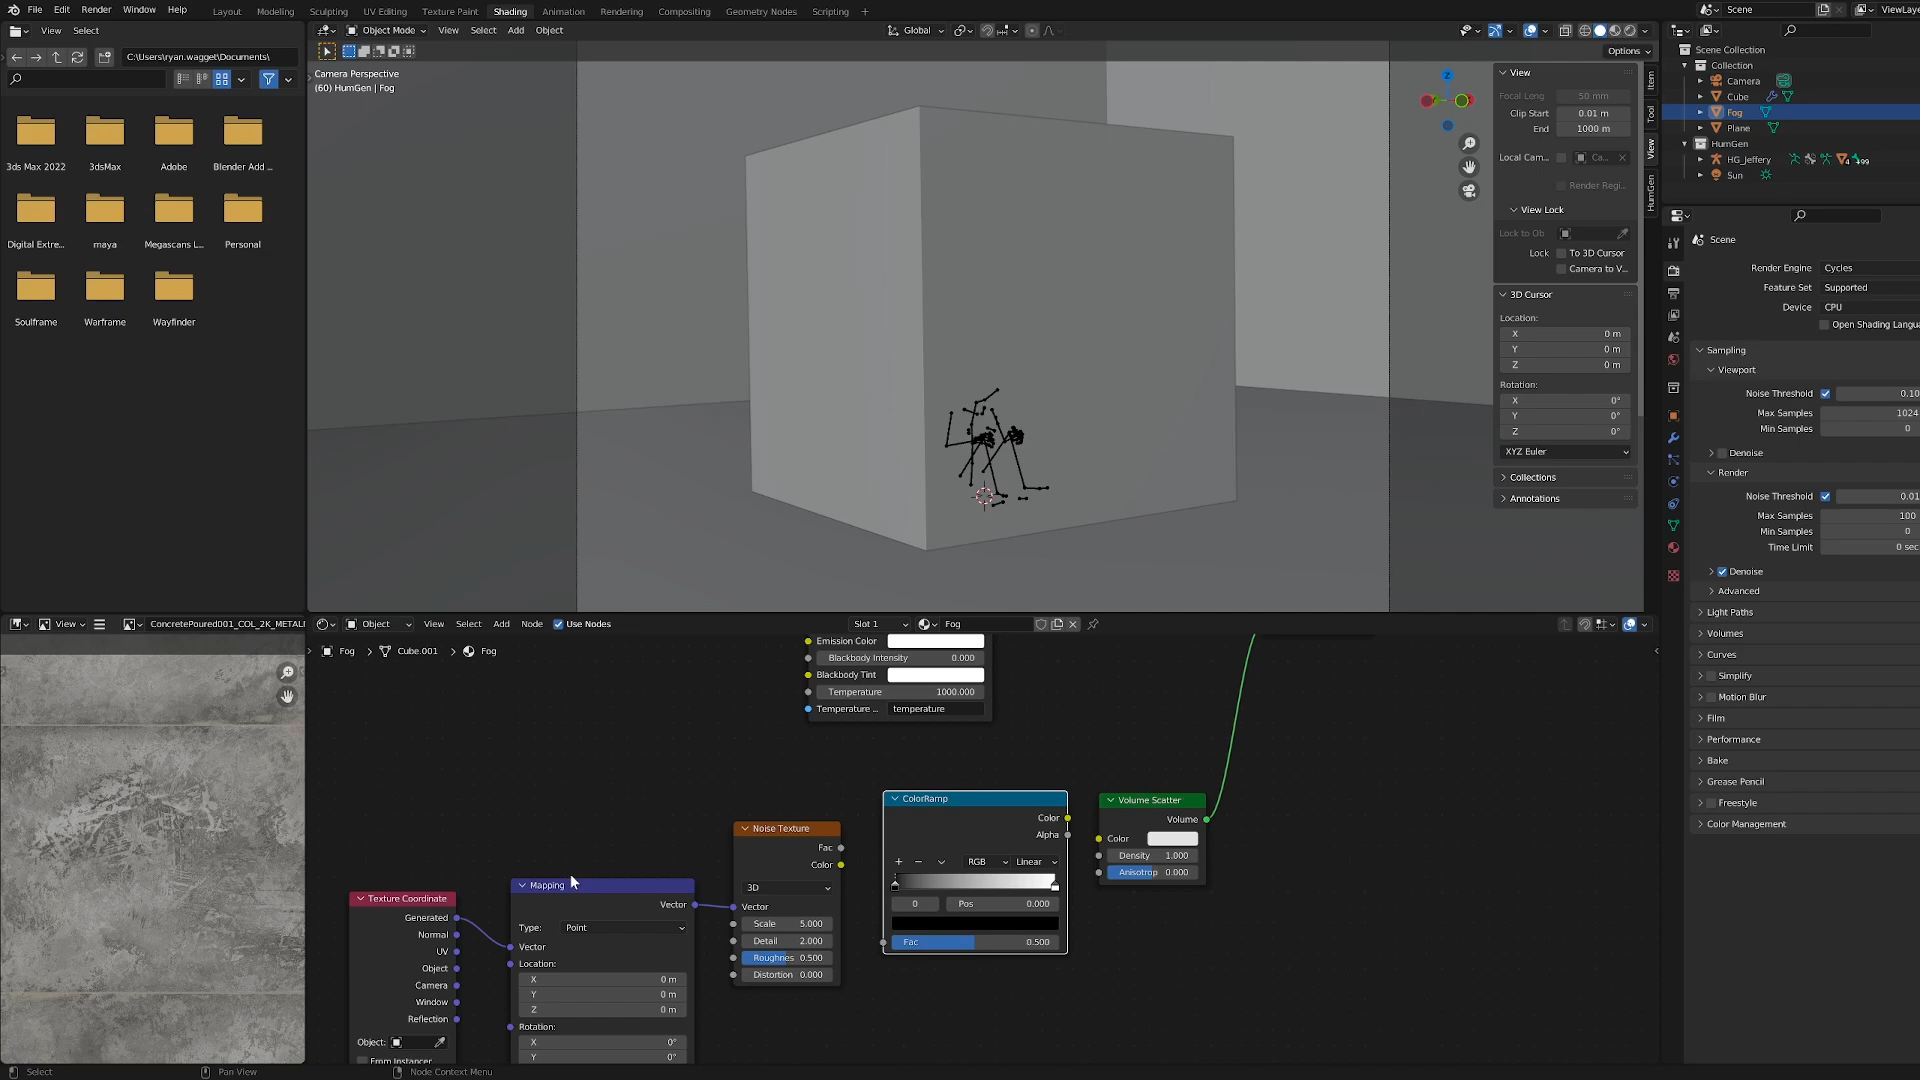 File Edit Render Window Help Layout Modeling Sculpting UV Editing Texture Paint Shading Animation Rendering Compositing Geometry Nodes Scripting + Scene ViewLaye
View Select
C:\Users\ryan.wagget\Documents\
Object Mode View Select Add Object Global
Options
3ds Max 2022 3dsMax Adobe Blender Add ...
Digital Extre... maya Megascans L... Personal
Soulframe Warframe Wayfinder
Camera Perspective
(60) HumGen | Fog
Z
View
Focal Leng 50 mm
Clip Start 0.01 m
End 1000 m
Local Cam... Ca...
Render Regi...
View Lock
Lock to Ob
Lock To 3D Cursor
Camera to V...
3D Cursor
Location:
X 0 m
Y 0 m
Z 0 m
Rotation:
X 0°
Y 0°
Z 0°
XYZ Euler
Collections
Annotations
Item
Tool
View
HumGen
Scene Collection
Collection
Camera
Cube
Fog
Plane
HumGen
HG_Jeffery 4 99
Sun
Scene
Render Engine Cycles
Feature Set Supported
Device CPU
Open Shading Langua
Sampling
Viewport
Noise Threshold 0.10
Max Samples 1024
Min Samples 0
Denoise
Render
Noise Threshold 0.01
Max Samples 100
Min Samples 0
Time Limit 0 sec
Denoise
Advanced
Light Paths
Volumes
Curves
Simplify
Motion Blur
Film
Performance
Bake
Grease Pencil
Freestyle
Color Management
View ConcretePoured001_COL_2K_METALI
Object View Select Add Node Use Nodes Slot 1 Fog
Fog > Cube.001 > Fog
Emission Color
Blackbody Intensity 0.000
Blackbody Tint
Temperature 1000.000
Temperature ... temperature
Texture Coordinate
Generated
Normal
UV
Object
Camera
Window
Reflection
Object:
From Instancer
Mapping
Vector
Type: Point
Vector
Location:
X 0 m
Y 0 m
Z 0 m
Rotation:
X 0°
Y 0°
Noise Texture
Fac
Color
3D
Vector
Scale 5.000
Detail 2.000
Roughnes 0.500
Distortion 0.000
ColorRamp
Color
Alpha
+ − RGB Linear
0 Pos 0.000
Fac 0.500
Volume Scatter
Volume
Color
Density 1.000
Anisotrop 0.000
Select Pan View Node Context Menu